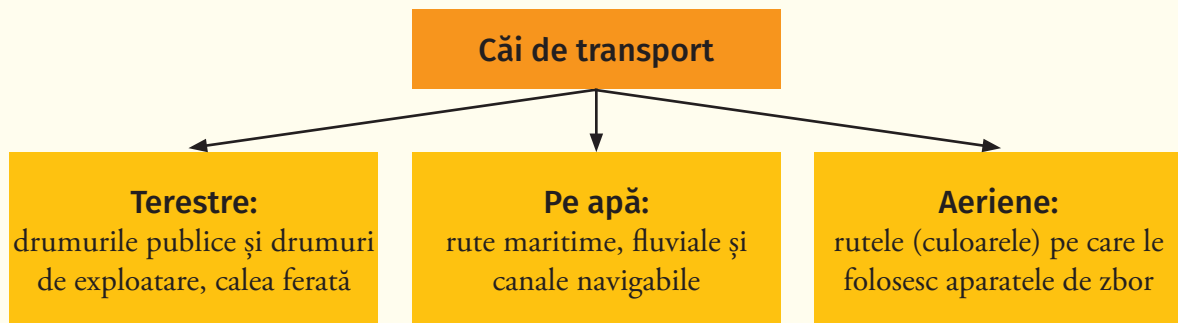 Căi de transport
Terestre:
drumurile publice și drumuri
de exploatare, calea ferată
Pe apă:
rute maritime, fluviale și
canale navigabile
Aeriene:
rutele (culoarele) pe care le
folosesc aparatele de zbor